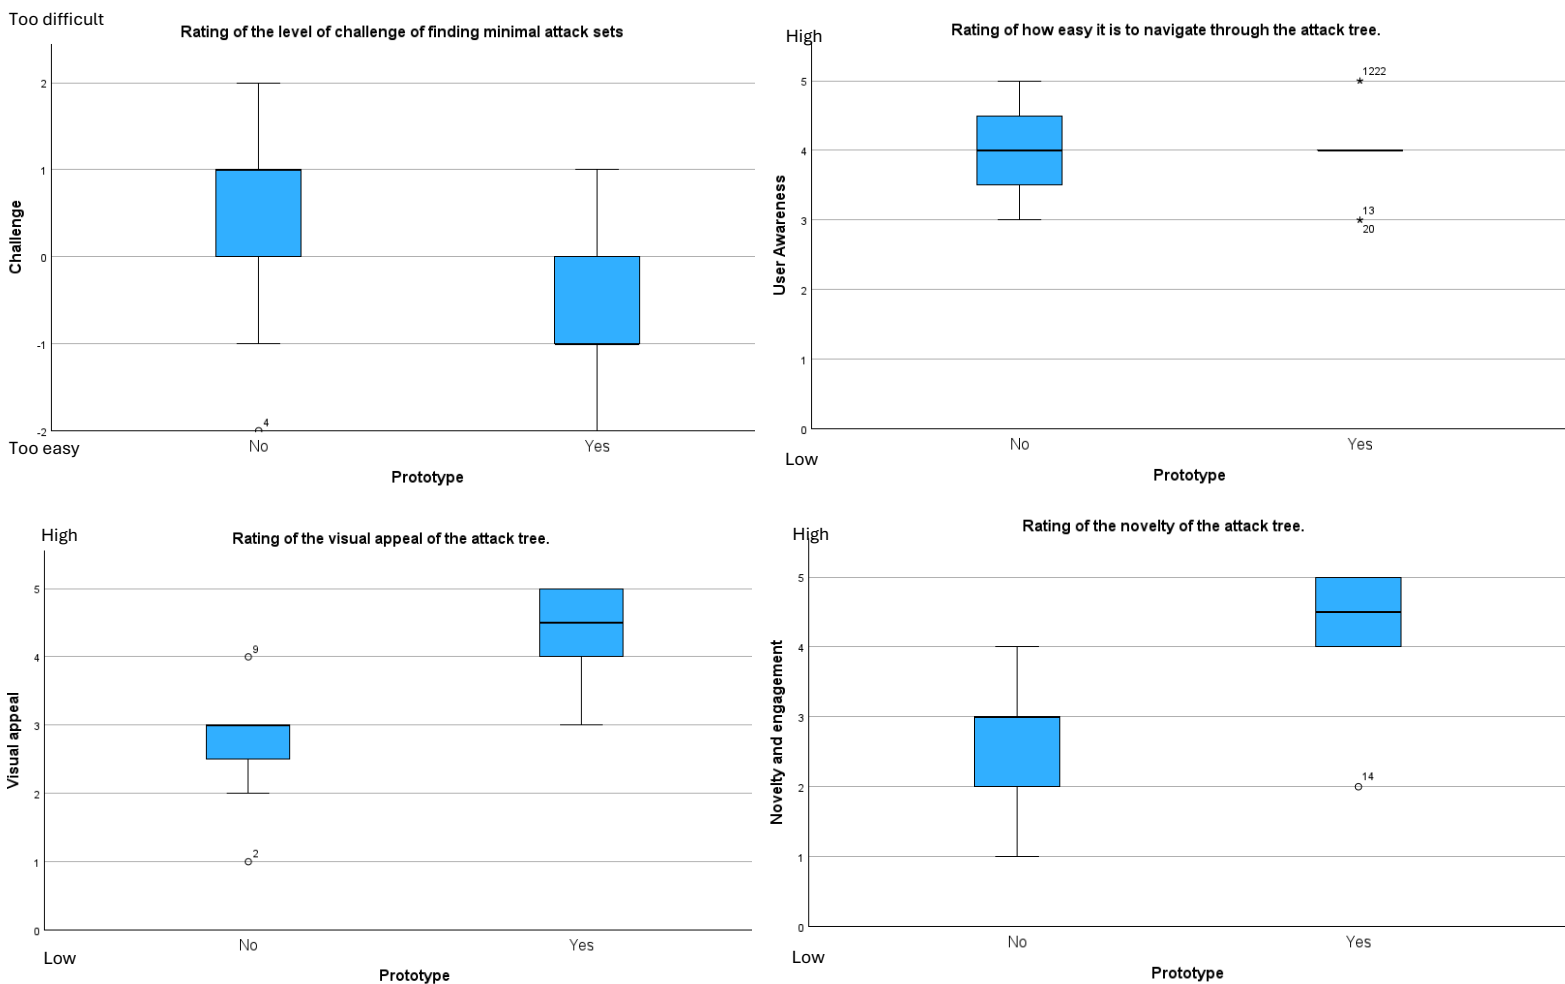 Too difficult
Rating of the level of challenge of finding minimal attack sets
2
1
0
-1
-2
Challenge
4
Too easy
No
Yes
Prototype
High
Rating of how easy it is to navigate through the attack tree.
5
4
3
2
1
0
User Awareness
1222
13
20
No
Yes
Low
Prototype
High
Rating of the visual appeal of the attack tree.
5
4
3
2
1
0
Visual appeal
9
2
No
Yes
Low
Prototype
High
Rating of the novelty of the attack tree.
5
4
3
2
1
0
Novelty and engagement
14
No
Yes
Low
Prototype